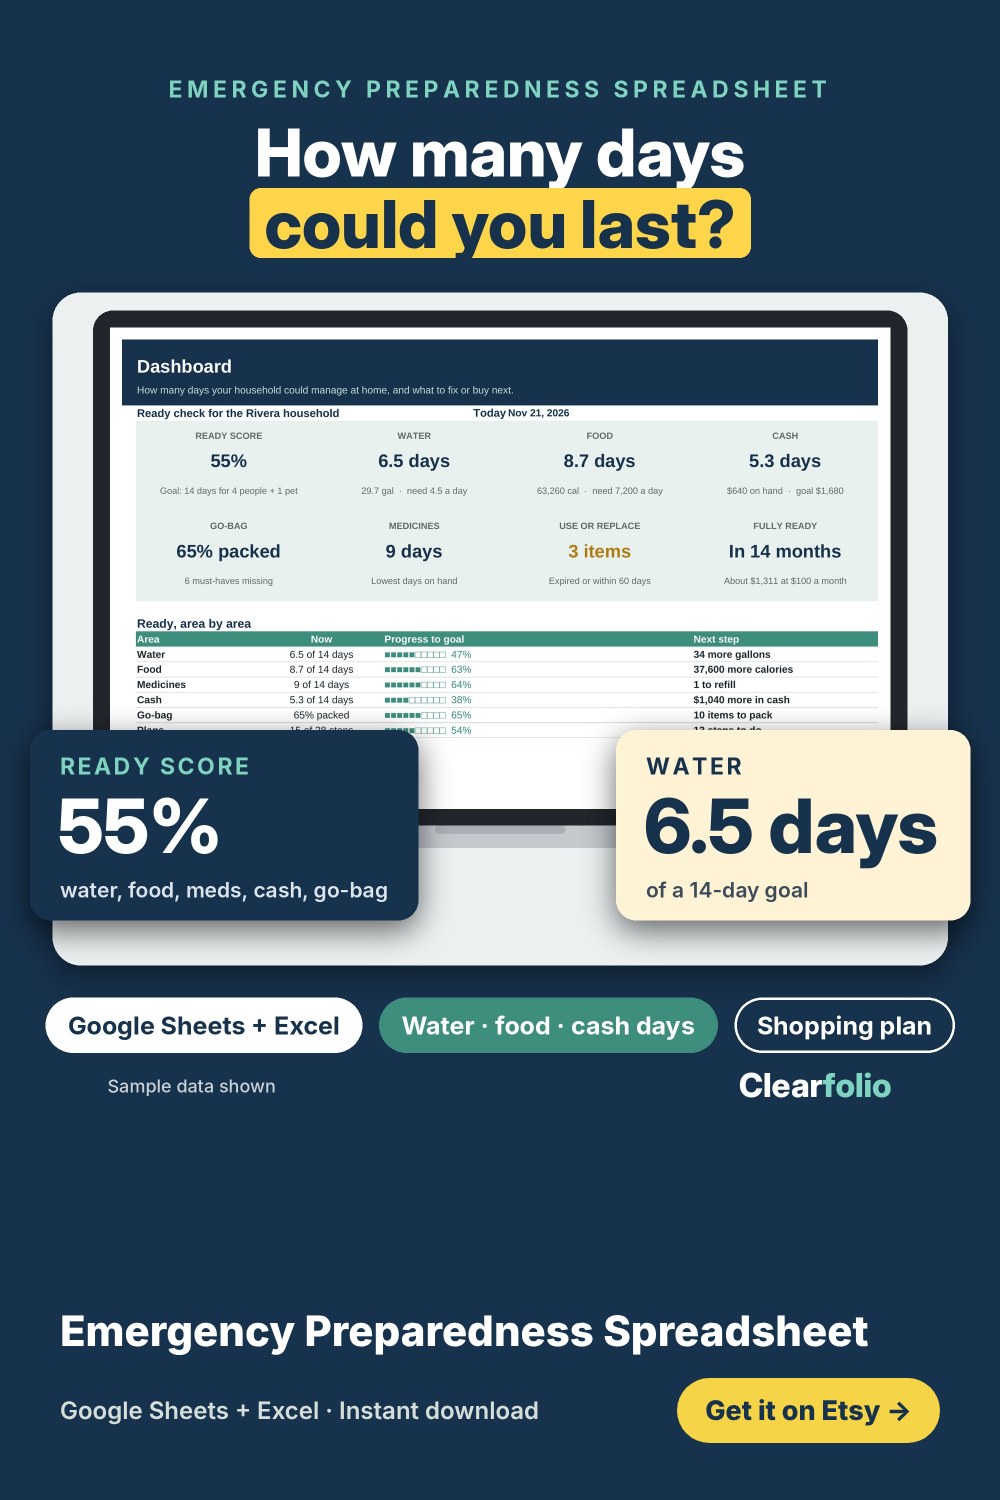 EMERGENCY PREPAREDNESS SPREADSHEET
How many days
could you last?
Dashboard
How many days your household could manage at home, and what to fix or buy next.
Ready check for the Rivera household Today Nov 21, 2026
READY SCORE WATER FOOD CASH
55% 6.5 days 8.7 days 5.3 days
Goal: 14 days for 4 people + 1 pet 29.7 gal · need 4.5 a day 63,260 cal · need 7,200 a day $640 on hand · goal $1,680
GO-BAG MEDICINES USE OR REPLACE FULLY READY
65% packed 9 days 3 items In 14 months
6 must-haves missing Lowest days on hand Expired or within 60 days About $1,311 at $100 a month
Ready, area by area
Area Now Progress to goal Next step
Water 6.5 of 14 days ■■■■■□□□□□ 47% 34 more gallons
Food 8.7 of 14 days ■■■■■■□□□□ 63% 37,600 more calories
Medicines 9 of 14 days ■■■■■■□□□□ 64% 1 to refill
Cash 5.3 of 14 days ■■■■□□□□□□ 38% $1,040 more in cash
Go-bag 65% packed ■■■■■■□□□□ 65% 10 items to pack
54%
READY SCORE
55%
water, food, meds, cash, go-bag
WATER
6.5 days
of a 14-day goal
Google Sheets + Excel
Water · food · cash days
Shopping plan
Sample data shown
Clearfolio
Emergency Preparedness Spreadsheet
Google Sheets + Excel · Instant download
Get it on Etsy →